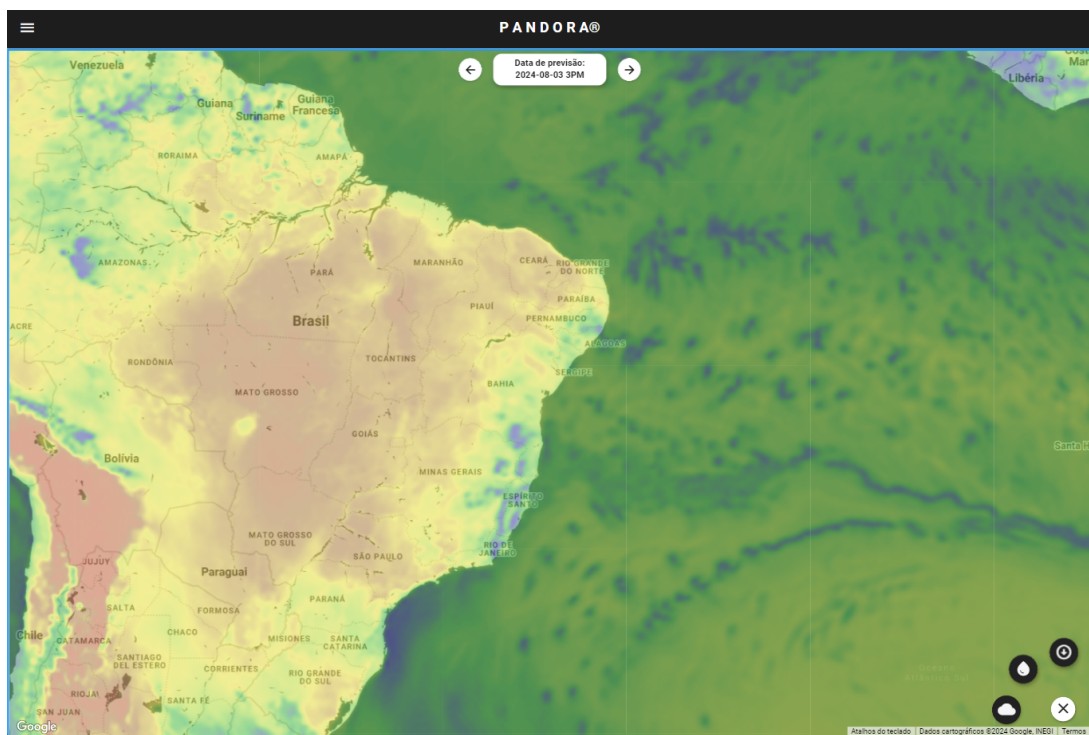 PANDORA®
Data de previsão:
2024-08-03 3PM
Venezuela
Guiana
Suriname
Guiana
Francesa
Libéria
RORAIMA
AMAPÁ
AMAZONAS
PARÁ
MARANHÃO
CEARÁ
RIO GRANDE
DO NORTE
PARAÍBA
PIAUÍ
PERNAMBUCO
ACRE
Brasil
ALAGOAS
RONDÔNIA
TOCANTINS
SERGIPE
MATO GROSSO
BAHIA
GOIÁS
Santa H
Bolívia
MINAS GERAIS
ESPÍRITO
SANTO
MATO GROSSO
DO SUL
RIO DE
JANEIRO
SÃO PAULO
JUJUY
Paraguai
PARANÁ
SALTA
FORMOSA
Chile
CATAMARCA
CHACO
MISIONES
SANTA
CATARINA
SANTIAGO
DEL ESTERO
CORRIENTES
RIO GRANDE
DO SUL
RIOJA
SANTA FÉ
SAN JUAN
Google
Atalhos do teclado
Dados cartográficos ©2024 Google, INEGI
Termos